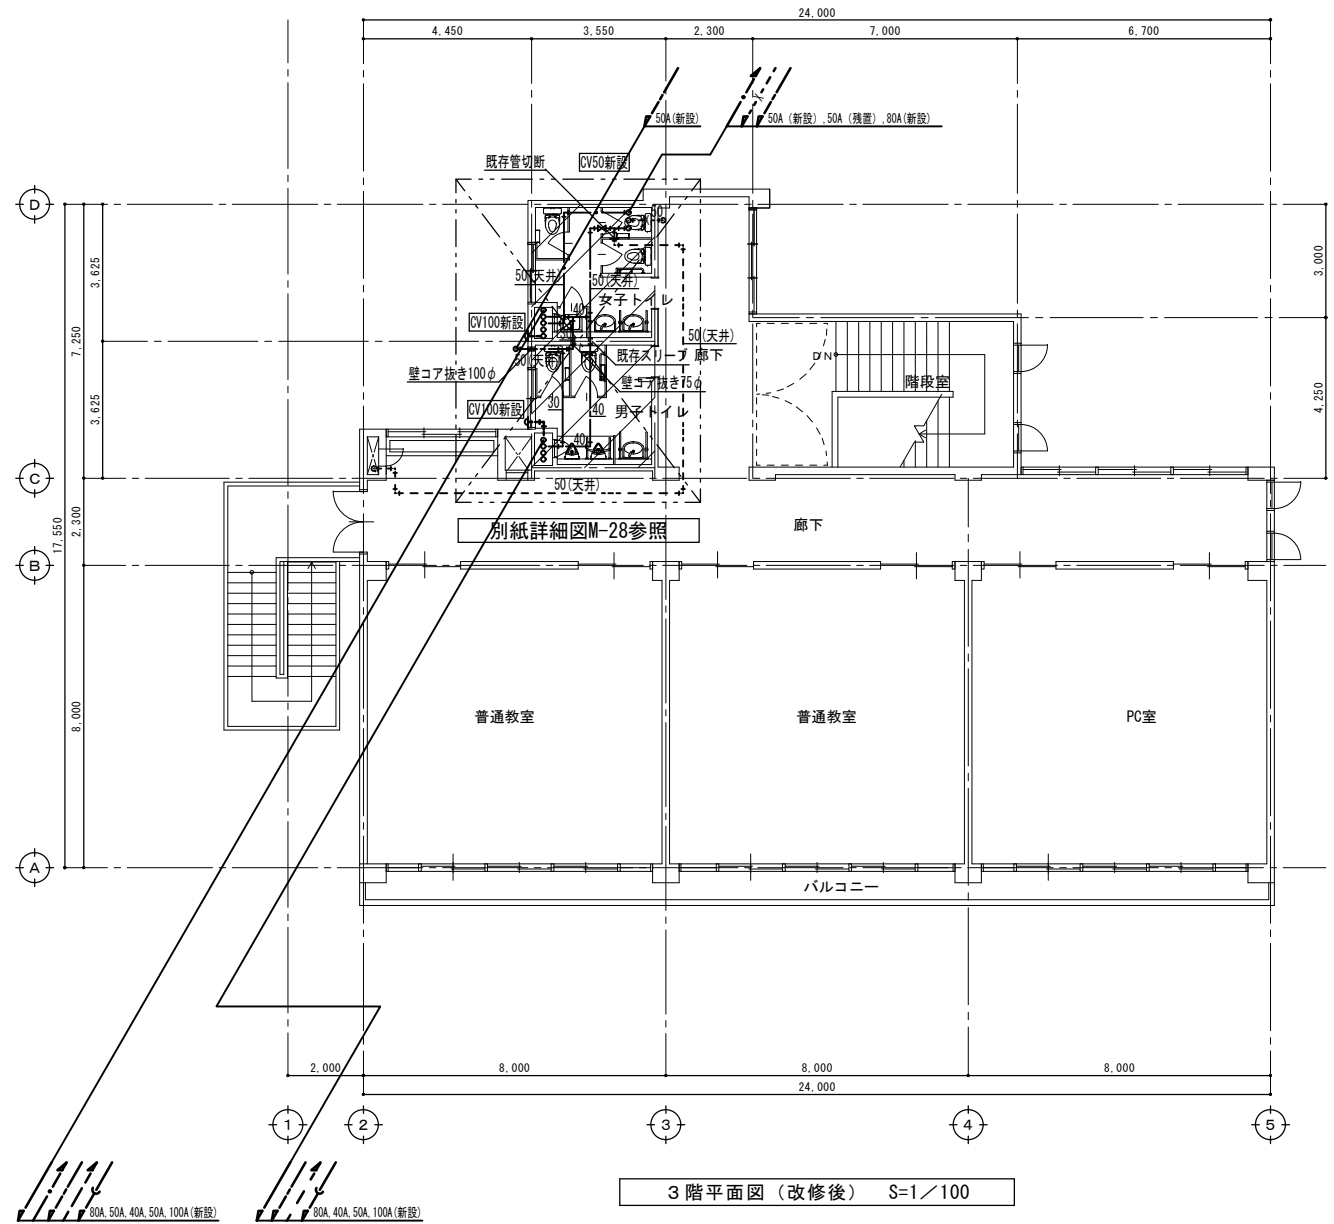 24,000
4,450
3,550
2,300
7,000
6,700
50A(新設)
50A(新設),50A(残置),80A(新設)
既存管切断
CV50新設
D
50
3,625
3,000
50(天井)
50(天井)
女子トイレ
40
CV100新設
7,250
50(天井)
50(天井)
既存スリーブ
廊下
DN
階段室
壁コア抜き100φ
壁コア抜き75φ
4,250
3,625
CV100新設
30
40
男子トイレ
40
C
50(天井)
2,300
別紙詳細図M-28参照
廊下
17,550
B
8,000
普通教室
普通教室
PC室
A
バルコニー
2,000
8,000
8,000
8,000
24,000
1
2
3
4
5
3階平面図(改修後) S=1/100
80A,50A,40A,50A,100A(新設)
80A,40A,50A,100A(新設)